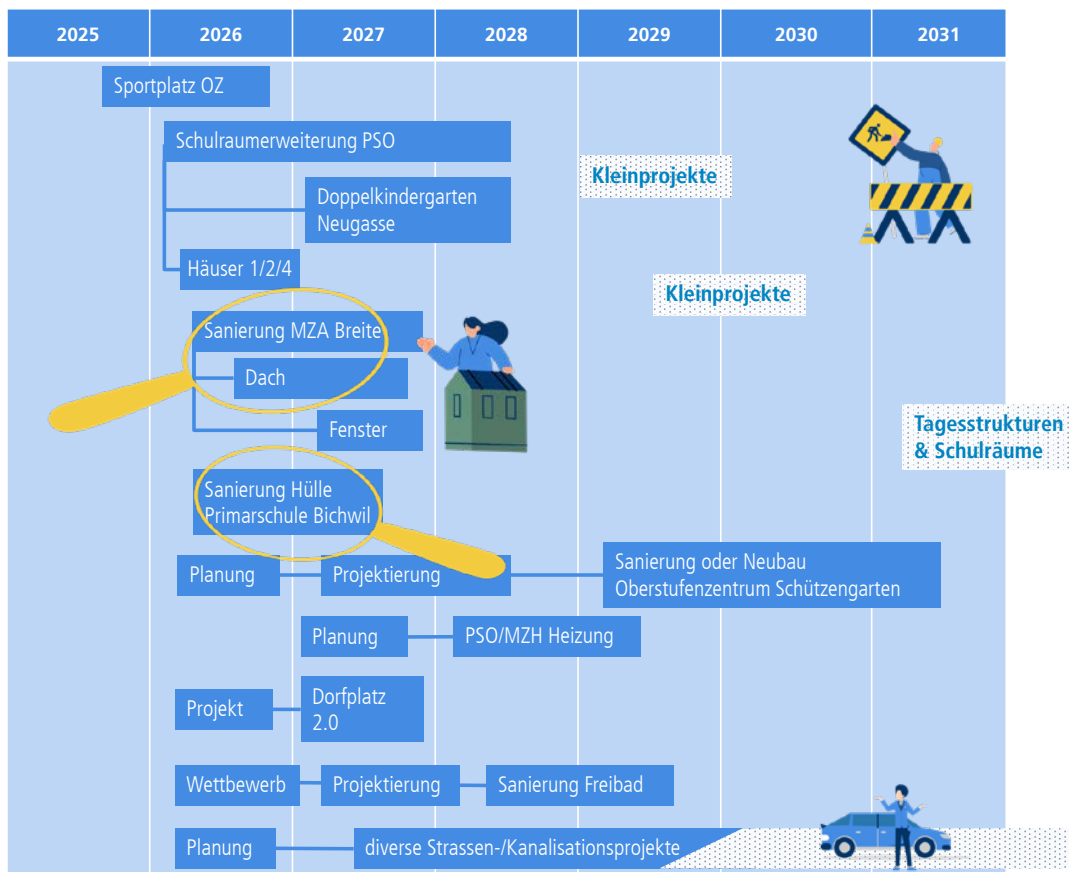 2025
2026
2027
2028
2029
2030
2031
Sportplatz OZ
Schulraumerweiterung PSO
Kleinprojekte
Doppelkindergarten
Neugasse
Häuser 1/2/4
Kleinprojekte
Sanierung MZA Breite
Dach
Fenster
Tagesstrukturen
& Schulräume
Sanierung Hülle
Primarschule Bichwil
Planung
Projektierung
Sanierung oder Neubau
Oberstufenzentrum Schützengarten
Planung
PSO/MZH Heizung
Projekt
Dorfplatz
2.0
Wettbewerb
Projektierung
Sanierung Freibad
Planung
diverse Strassen-/Kanalisationsprojekte